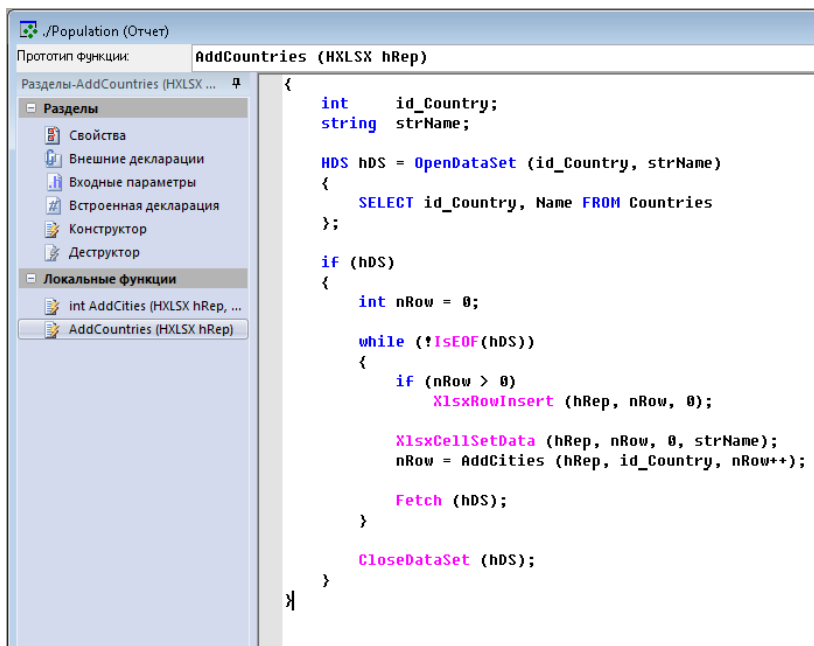 ./Population (Отчет)
Прототип функции: AddCountries (HXLSX hRep)
Разделы-AddCountries (HXLSX ...
Разделы
Свойства
Внешние декларации
Входные параметры
Встроенная декларация
Конструктор
Деструктор
Локальные функции
int AddCities (HXLSX hRep, ...
AddCountries (HXLSX hRep)
{
    int     id_Country;
    string  strName;

    HDS hDS = OpenDataSet (id_Country, strName)
    {
        SELECT id_Country, Name FROM Countries
    };

    if (hDS)
    {
        int nRow = 0;

        while (!IsEOF(hDS))
        {
            if (nRow > 0)
                XlsxRowInsert (hRep, nRow, 0);

            XlsxCellSetData (hRep, nRow, 0, strName);
            nRow = AddCities (hRep, id_Country, nRow++);

            Fetch (hDS);
        }

        CloseDataSet (hDS);
    }
}